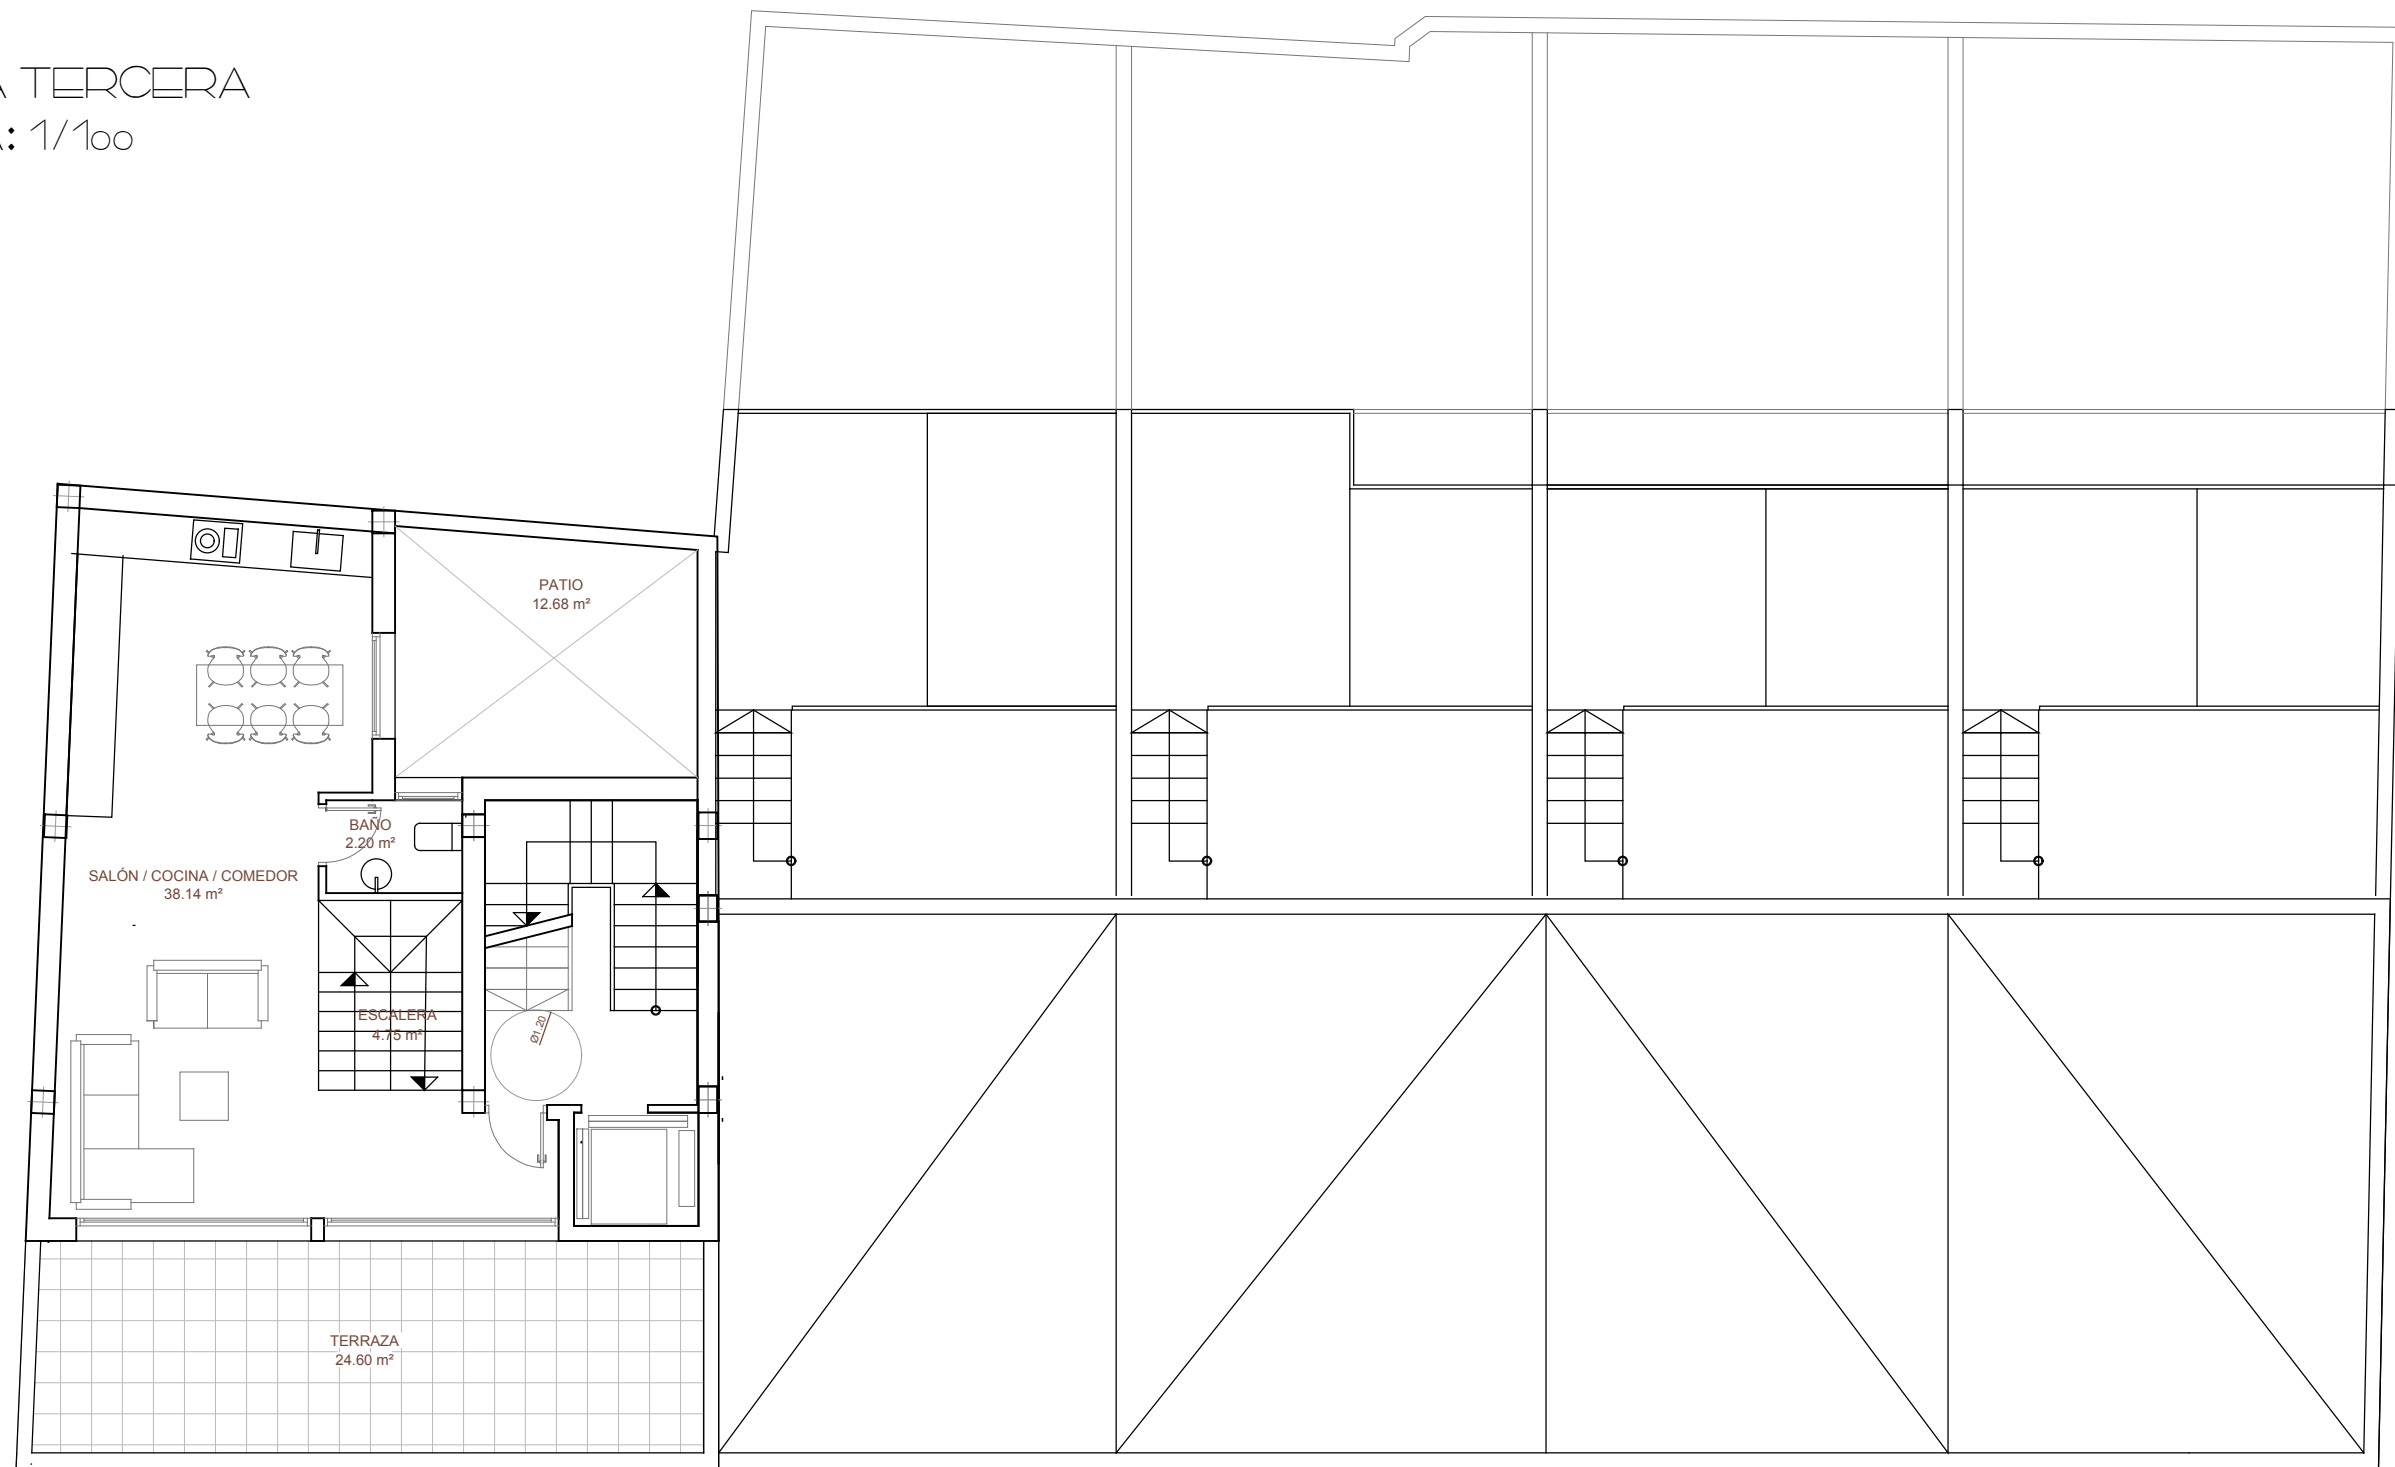 A TERCERA
A: 1/100
PATIO
12.68 m²
BAÑO
2.20 m²
SALÓN / COCINA / COMEDOR
38.14 m²
ESCALERA
4.75 m²
Ø1.20
TERRAZA
24.60 m²